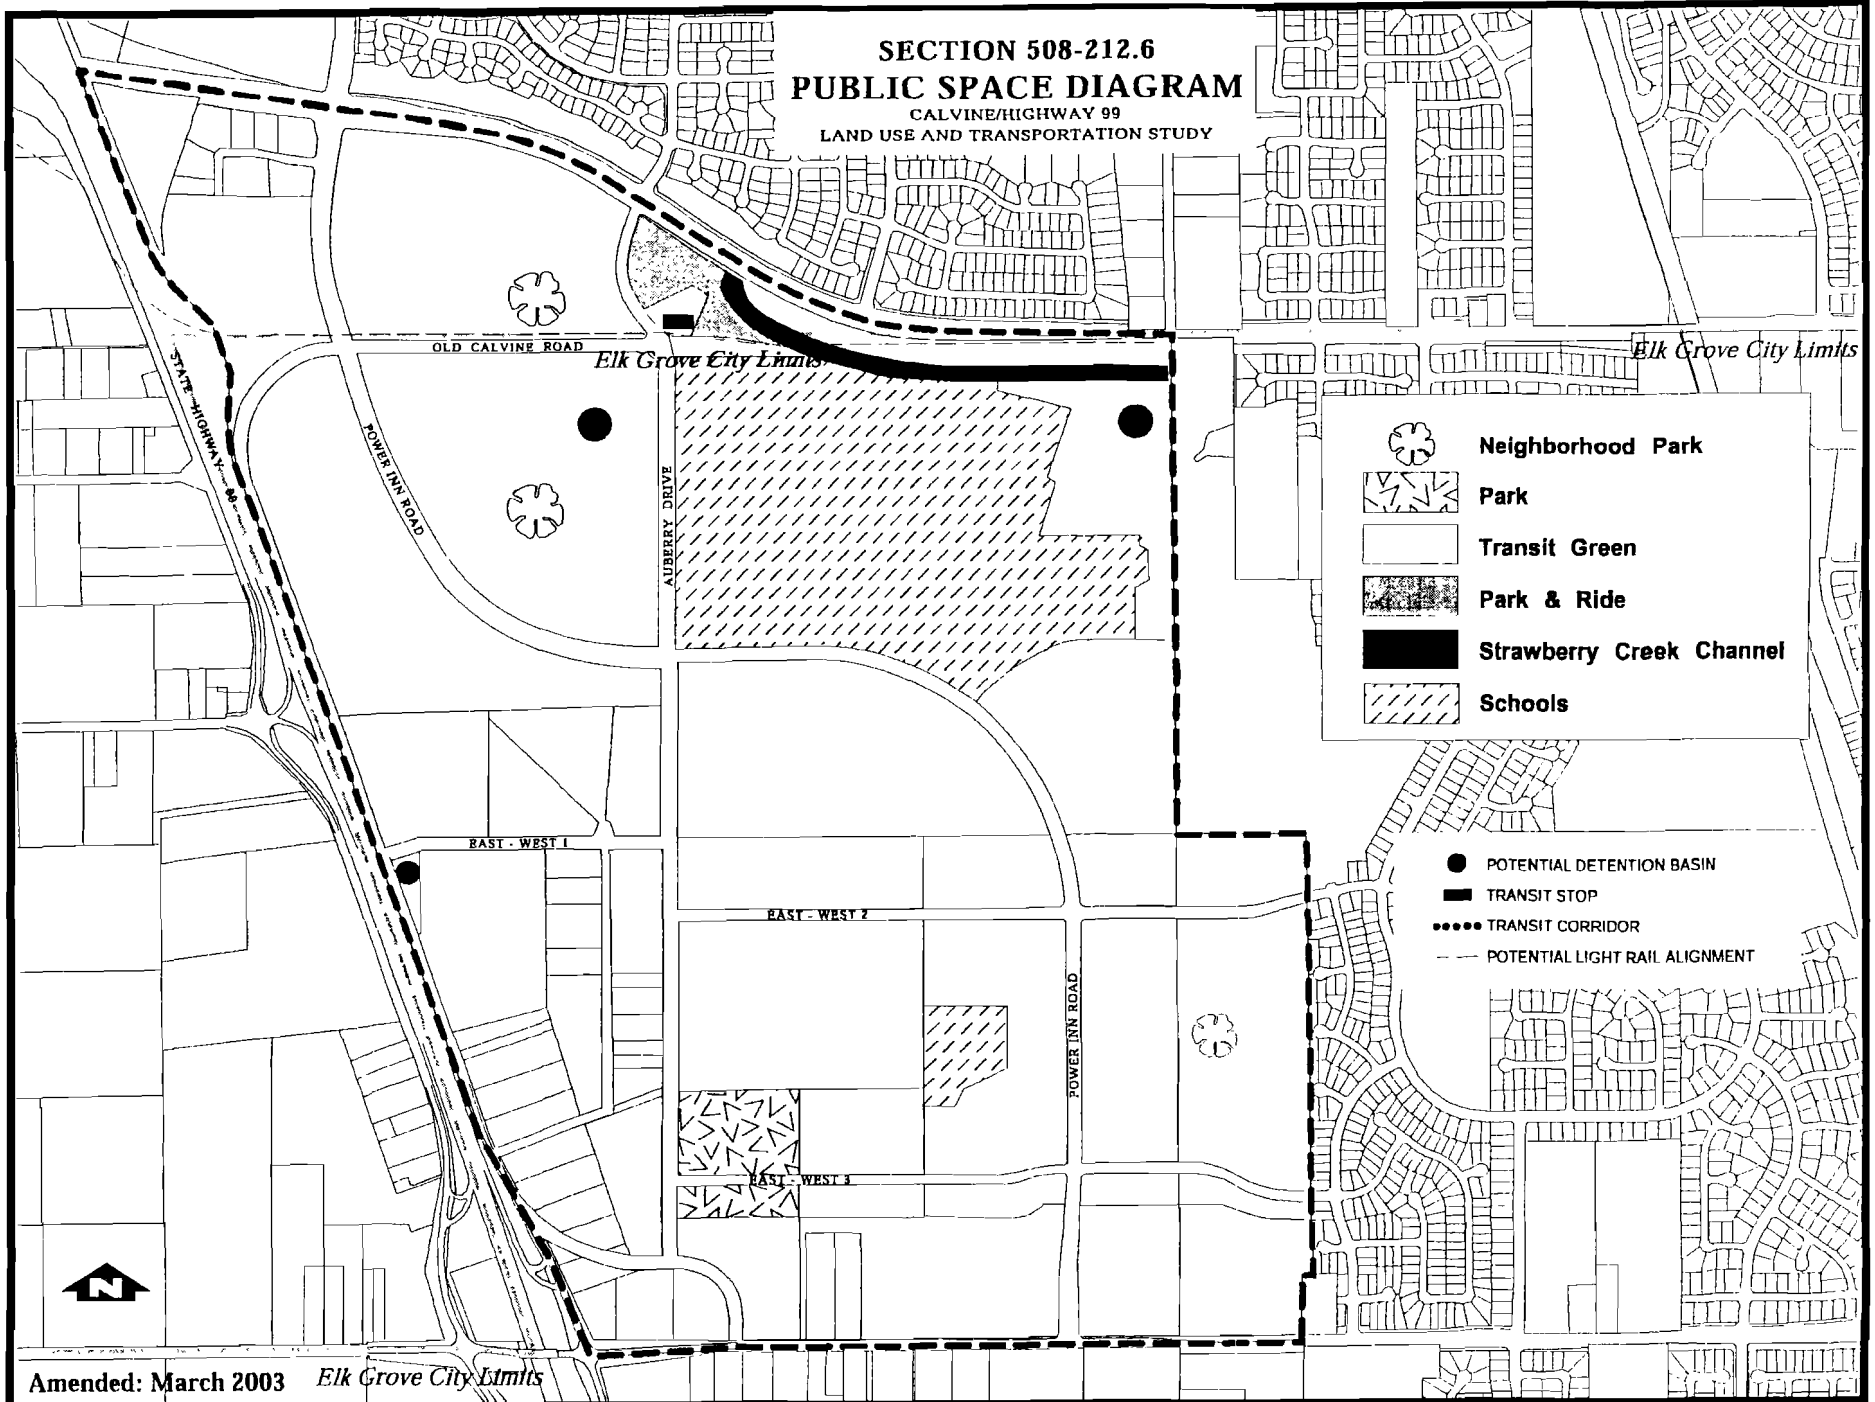 SECTION 508-212.6
PUBLIC SPACE DIAGRAM
CALVINE/HIGHWAY 99
LAND USE AND TRANSPORTATION STUDY
OLD CALVINE ROAD
Elk Grove City Limits
Elk Grove City Limits
STATE HIGHWAY 99
POWER INN ROAD
AUBERRY DRIVE
Neighborhood Park
Park
Transit Green
Park & Ride
Strawberry Creek Channel
Schools
EAST - WEST 1
EAST - WEST 2
POWER INN ROAD
EAST - WEST 3
POTENTIAL DETENTION BASIN
TRANSIT STOP
TRANSIT CORRIDOR
POTENTIAL LIGHT RAIL ALIGNMENT
N
Amended: March 2003
Elk Grove City Limits